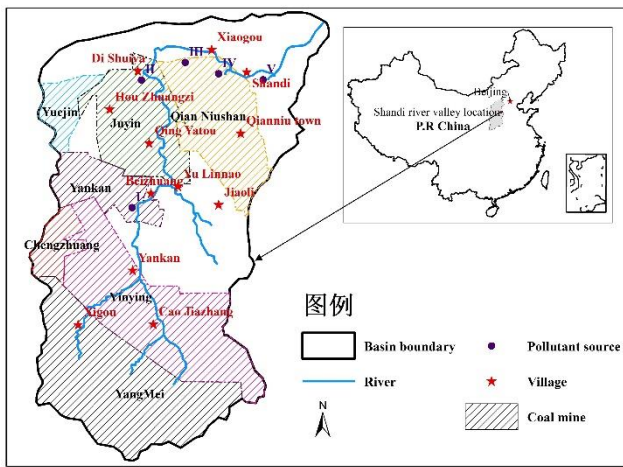 Xiaogou
Di Shuiya
III
II
IV
V
Shandi
Yuejin
Hou Zhuangzi
Juyin
Qian Niushan
Qianniu town
Qing Yatou
Yankan
Beizhuang
Yu Linnao
I
Jiaoli
Chengzhuang
Yankan
Yinying
Xigou
Cao Jiazhang
YangMei
Beijing
Shandi river valley location
P.R China
图例
Basin boundary
Pollutant source
River
Village
N
Coal mine